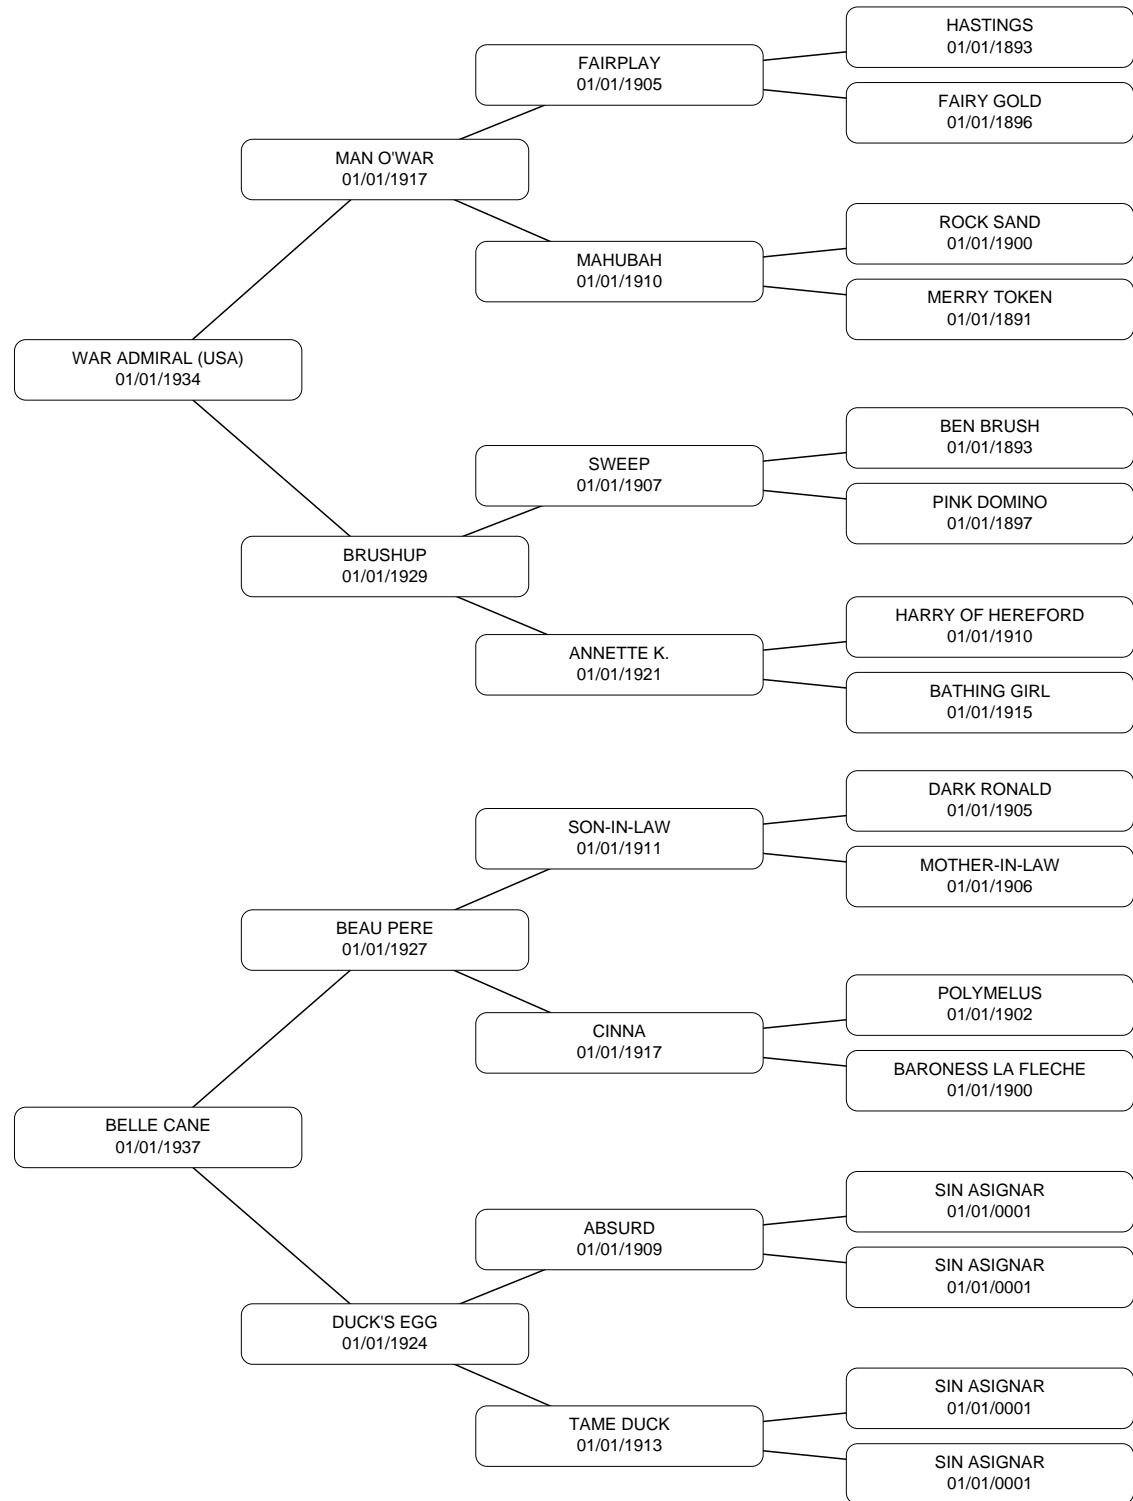 HASTINGS
01/01/1893
FAIRPLAY
01/01/1905
FAIRY GOLD
01/01/1896
MAN O'WAR
01/01/1917
ROCK SAND
01/01/1900
MAHUBAH
01/01/1910
MERRY TOKEN
01/01/1891
WAR ADMIRAL (USA)
01/01/1934
BEN BRUSH
01/01/1893
SWEEP
01/01/1907
PINK DOMINO
01/01/1897
BRUSHUP
01/01/1929
HARRY OF HEREFORD
01/01/1910
ANNETTE K.
01/01/1921
BATHING GIRL
01/01/1915
DARK RONALD
01/01/1905
SON-IN-LAW
01/01/1911
MOTHER-IN-LAW
01/01/1906
BEAU PERE
01/01/1927
POLYMELUS
01/01/1902
CINNA
01/01/1917
BARONESS LA FLECHE
01/01/1900
BELLE CANE
01/01/1937
SIN ASIGNAR
01/01/0001
ABSURD
01/01/1909
SIN ASIGNAR
01/01/0001
DUCK'S EGG
01/01/1924
SIN ASIGNAR
01/01/0001
TAME DUCK
01/01/1913
SIN ASIGNAR
01/01/0001